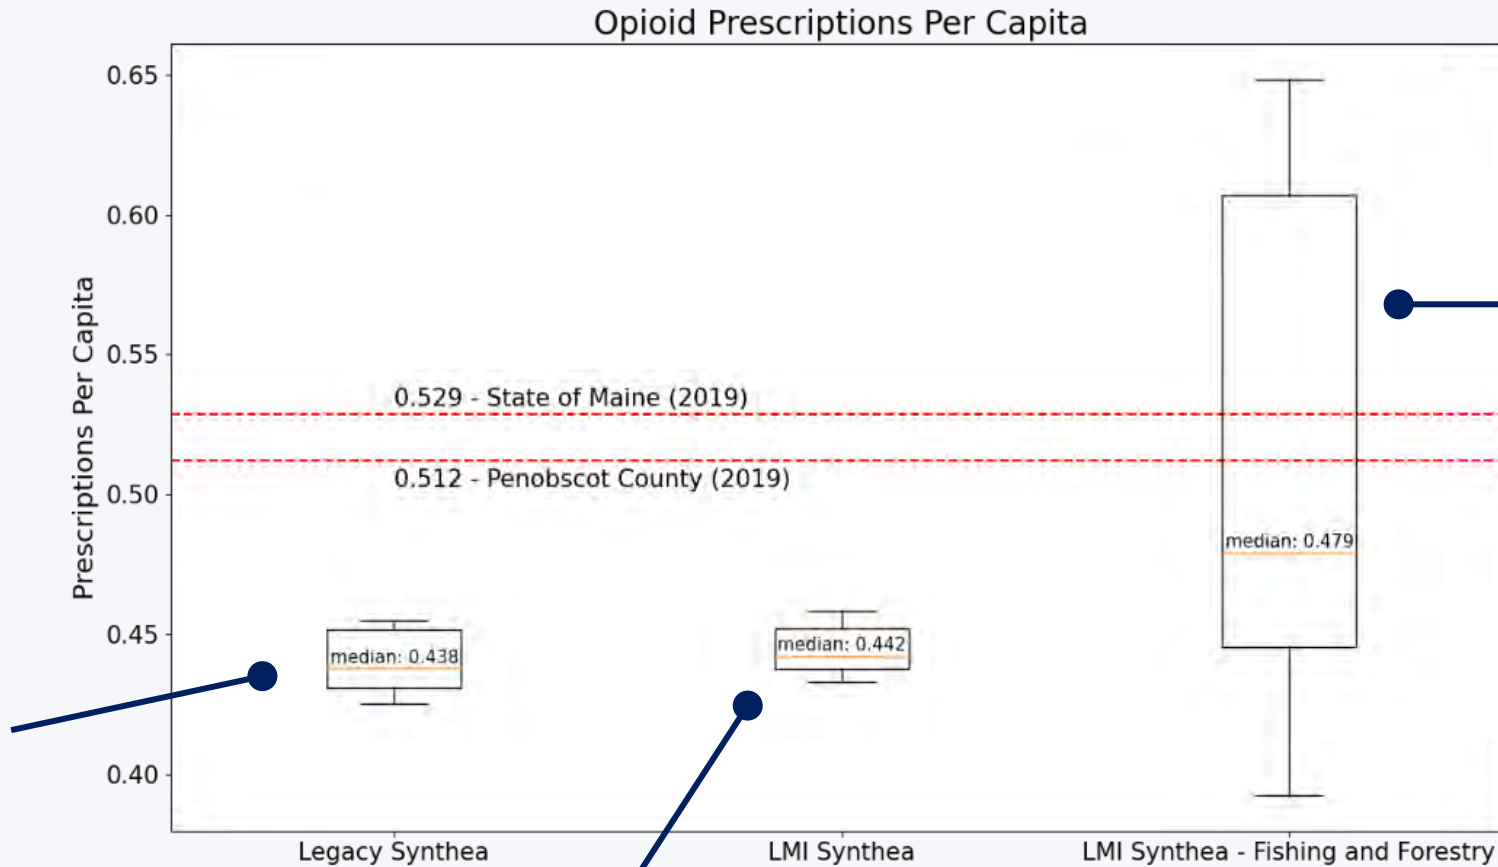 Opioid Prescriptions Per Capita
Prescriptions Per Capita
0.65
0.60
0.55
0.50
0.45
0.40
0.529 - State of Maine (2019)
0.512 - Penobscot County (2019)
median: 0.438
median: 0.442
median: 0.479
Legacy Synthea
LMI Synthea
LMI Synthea - Fishing and Forestry